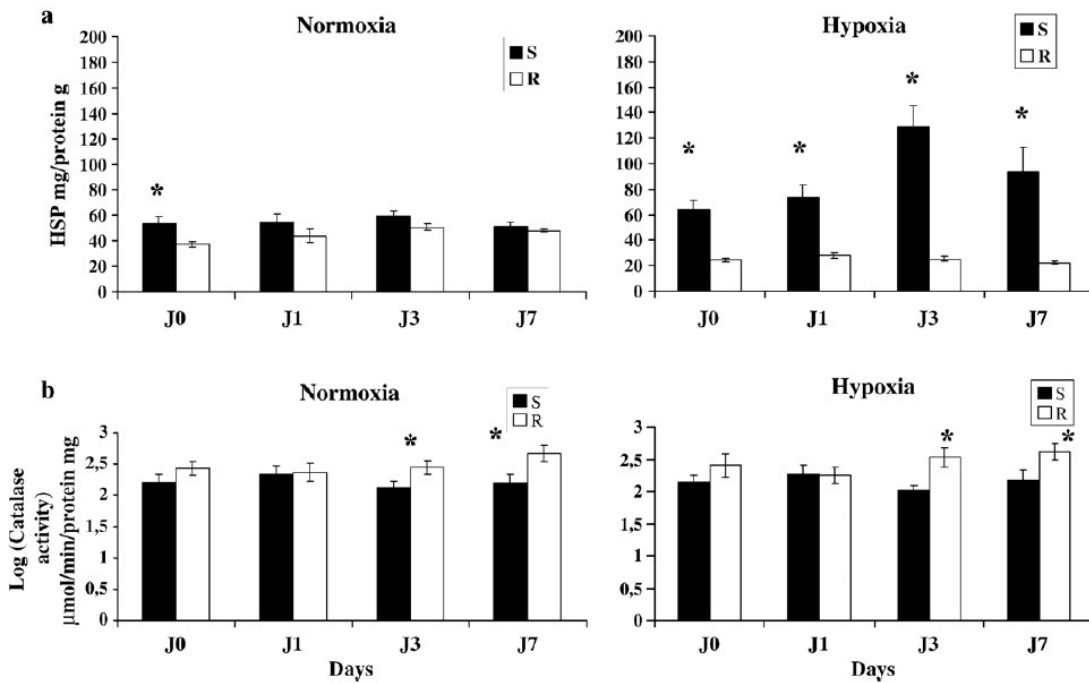 a
Normoxia
S
R
HSP mg/protein g
200
180
160
140
120
100
80
60
40
20
0
*
J0
J1
J3
J7
Hypoxia
S
R
200
180
160
140
120
100
80
60
40
20
0
*
*
*
*
J0
J1
J3
J7
b
Normoxia
S
R
Log (Catalase
activity)
µmol/min/protein mg
3
2,5
2
1,5
1
0,5
0
*
*
J0
J1
J3
J7
Days
Hypoxia
S
R
3
2,5
2
1,5
1
0,5
0
*
*
J0
J1
J3
J7
Days